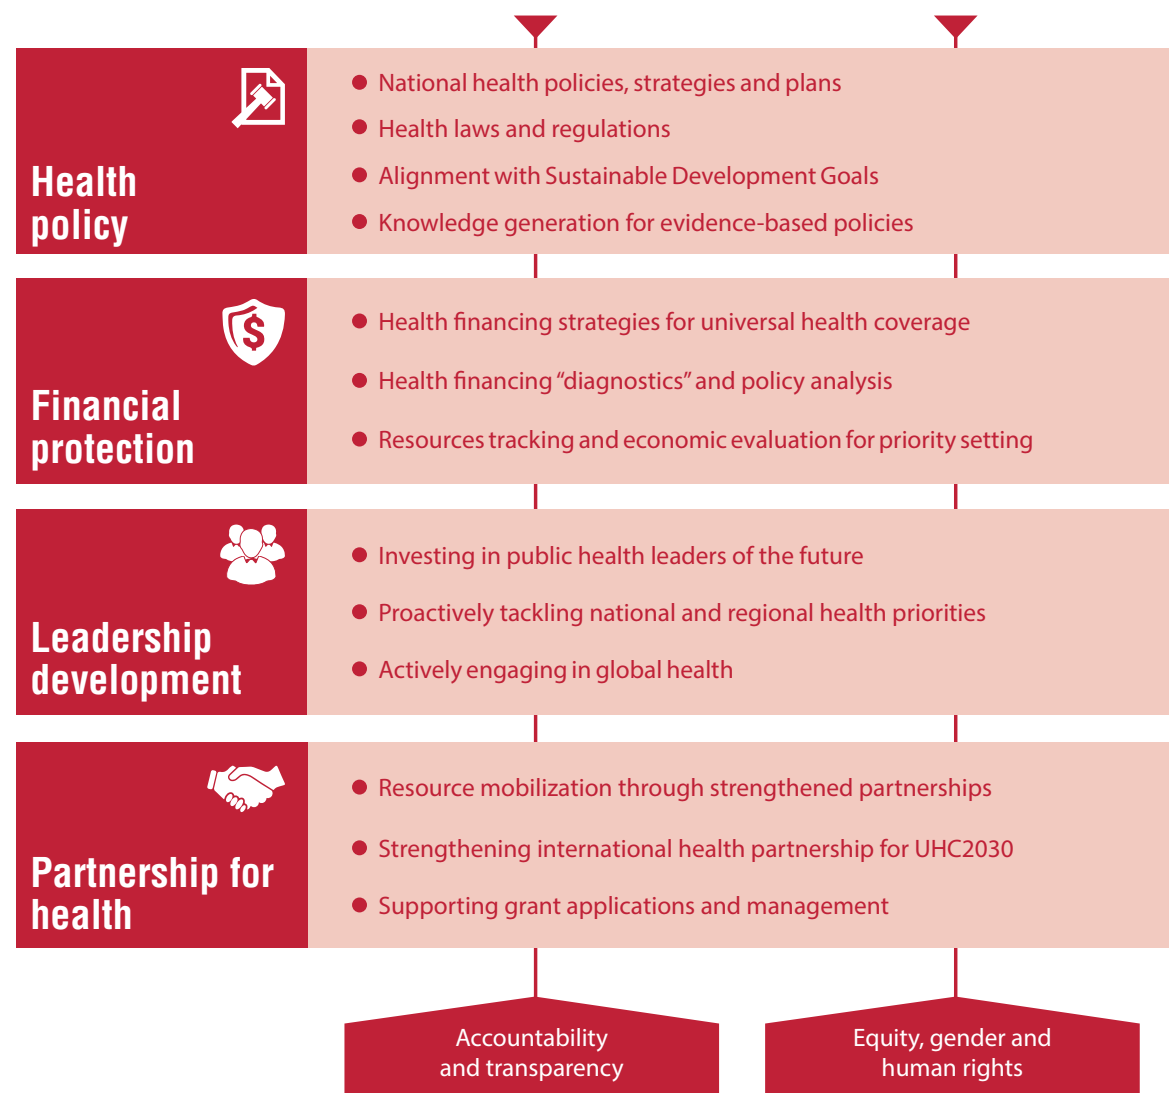 Health
policy
National health policies, strategies and plans
Health laws and regulations
Alignment with Sustainable Development Goals
Knowledge generation for evidence-based policies
$
Financial
protection
Health financing strategies for universal health coverage
Health financing “diagnostics” and policy analysis
Resources tracking and economic evaluation for priority setting
Leadership
development
Investing in public health leaders of the future
Proactively tackling national and regional health priorities
Actively engaging in global health
Partnership for
health
Resource mobilization through strengthened partnerships
Strengthening international health partnership for UHC2030
Supporting grant applications and management
Accountability
and transparency
Equity, gender and
human rights